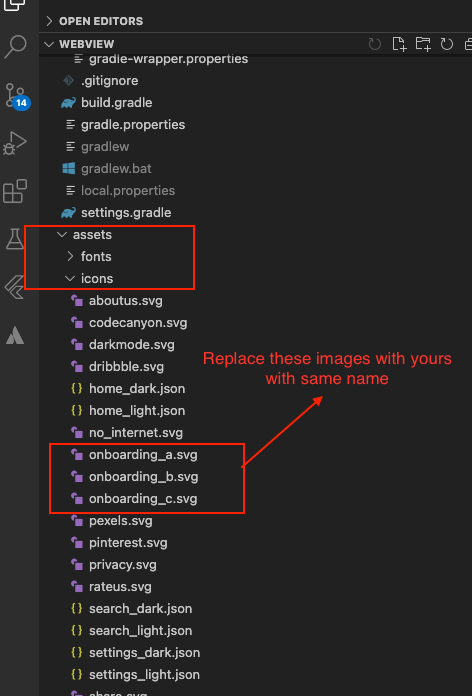 OPEN EDITORS
WEBVIEW
gradle-wrapper.properties
.gitignore
build.gradle
gradle.properties
gradlew
gradlew.bat
local.properties
settings.gradle
assets
fonts
icons
aboutus.svg
codecanyon.svg
darkmode.svg
dribbble.svg
Replace these images with yours
with same name
home_dark.json
home_light.json
no_internet.svg
onboarding_a.svg
onboarding_b.svg
onboarding_c.svg
pexels.svg
pinterest.svg
privacy.svg
rateus.svg
search_dark.json
search_light.json
settings_dark.json
settings_light.json
share.svg
14